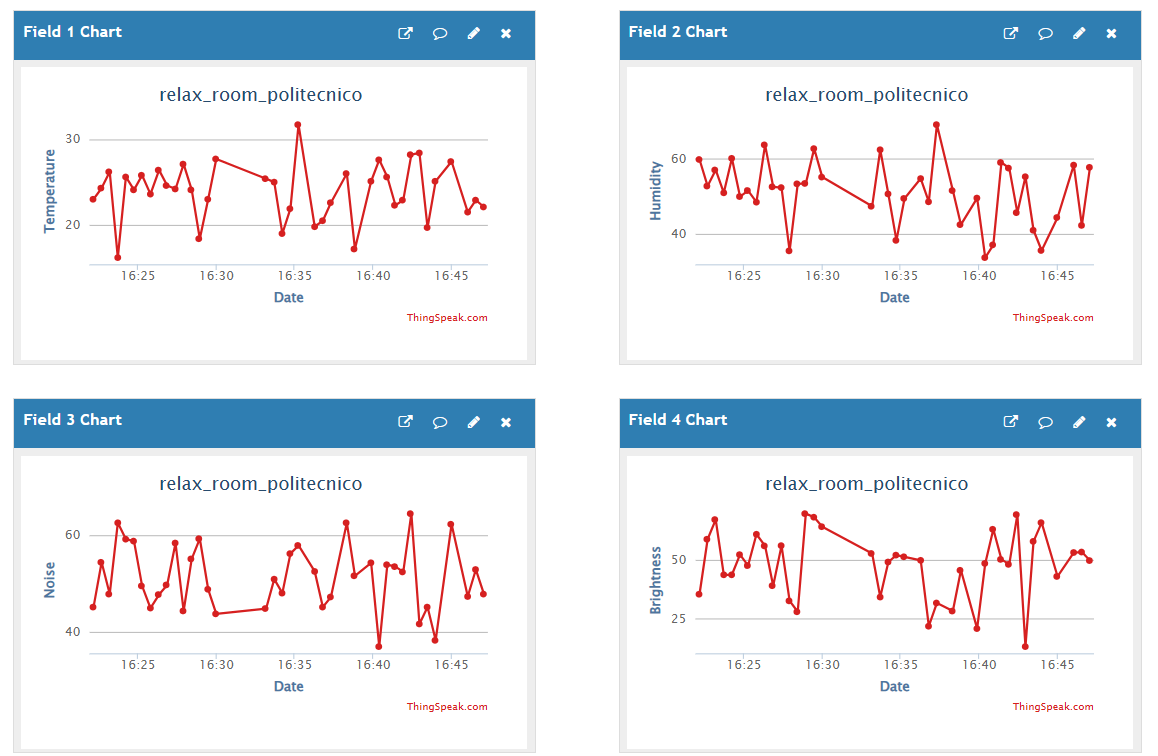 Field 1 Chart
relax_room_politecnico
Temperature
30
20
16:25 16:30 16:35 16:40 16:45
Date
ThingSpeak.com
Field 2 Chart
relax_room_politecnico
Humidity
60
40
16:25 16:30 16:35 16:40 16:45
Date
ThingSpeak.com
Field 3 Chart
relax_room_politecnico
Noise
60
40
16:25 16:30 16:35 16:40 16:45
Date
ThingSpeak.com
Field 4 Chart
relax_room_politecnico
Brightness
50
25
16:25 16:30 16:35 16:40 16:45
Date
ThingSpeak.com